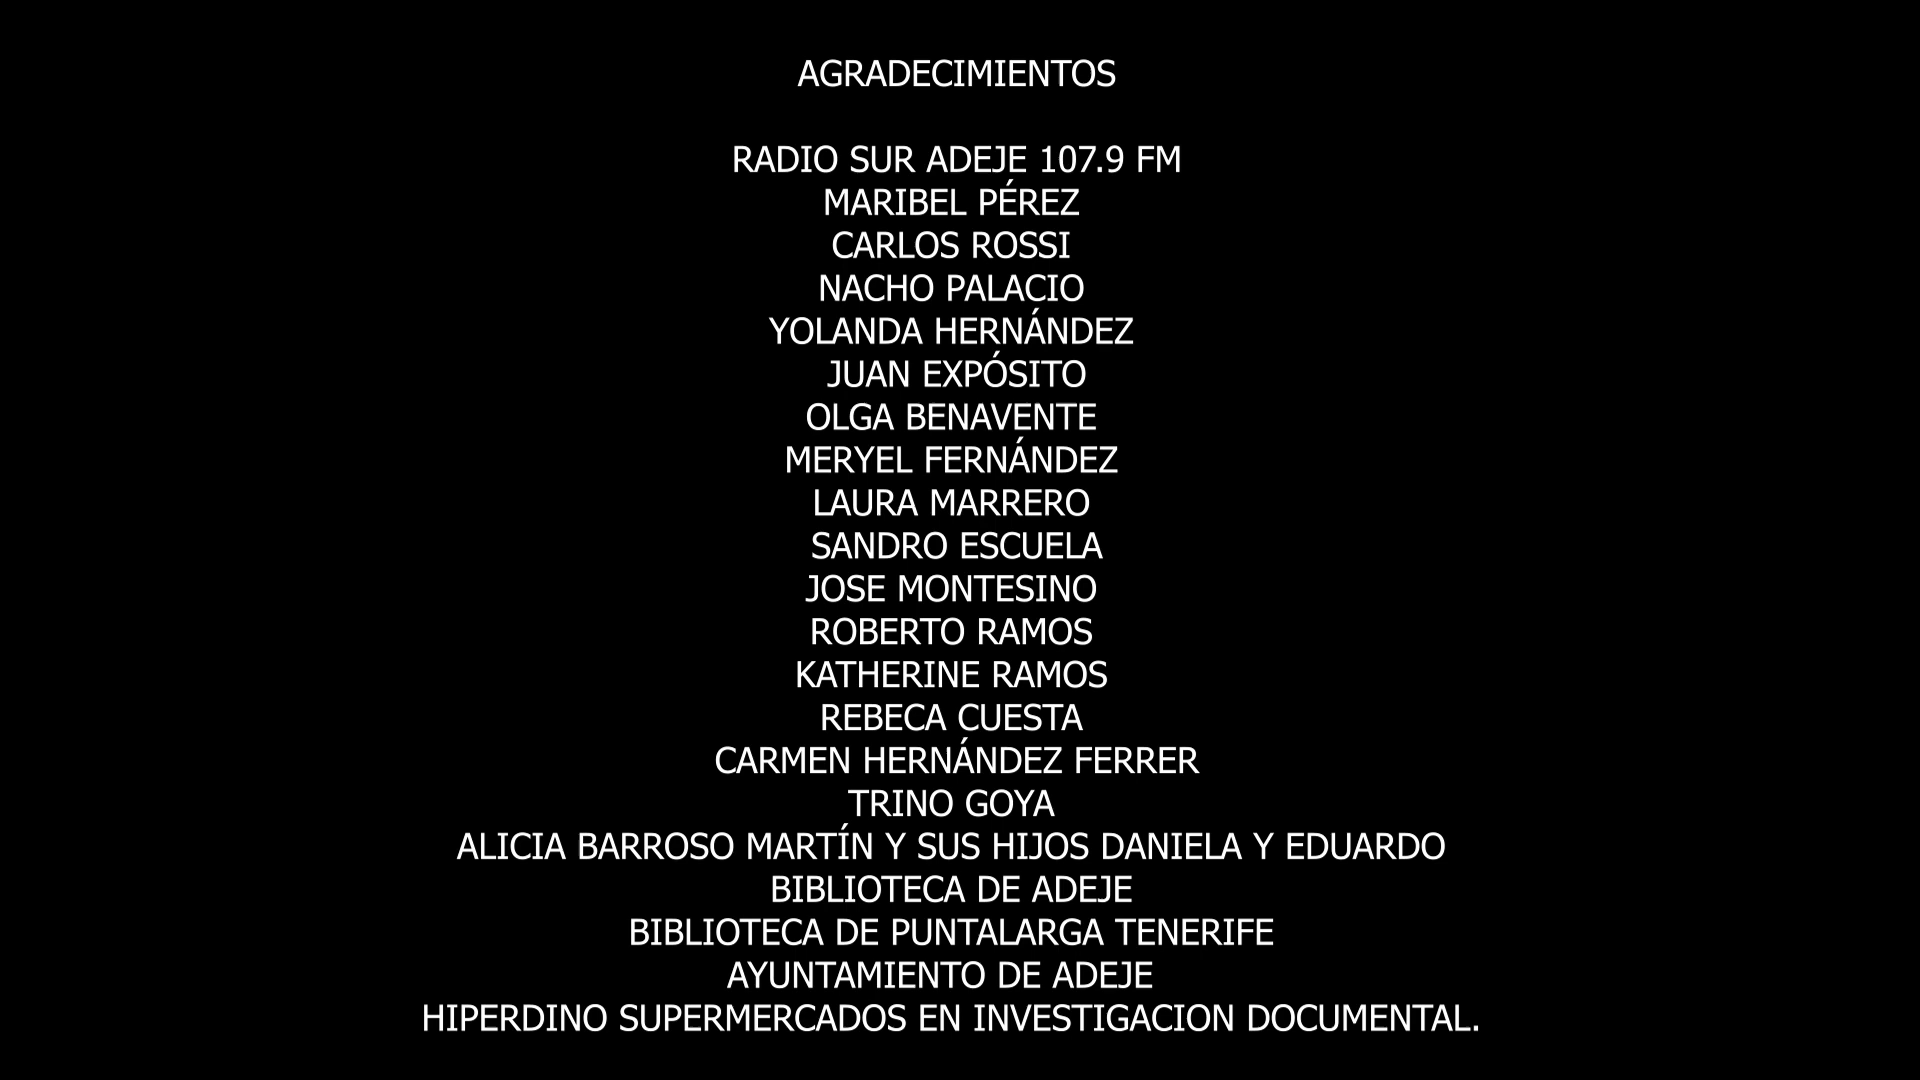 AGRADECIMIENTOS
RADIO SUR ADEJE 107.9 FM
MARIBEL PÉREZ
CARLOS ROSSI
NACHO PALACIO
YOLANDA HERNÁNDEZ
JUAN EXPÓSITO
OLGA BENAVENTE
MERYEL FERNÁNDEZ
LAURA MARRERO
SANDRO ESCUELA
JOSE MONTESINO
ROBERTO RAMOS
KATHERINE RAMOS
REBECA CUESTA
CARMEN HERNÁNDEZ FERRER
TRINO GOYA
ALICIA BARROSO MARTÍN Y SUS HIJOS DANIELA Y EDUARDO
BIBLIOTECA DE ADEJE
BIBLIOTECA DE PUNTALARGA TENERIFE
AYUNTAMIENTO DE ADEJE
HIPERDINO SUPERMERCADOS EN INVESTIGACION DOCUMENTAL.